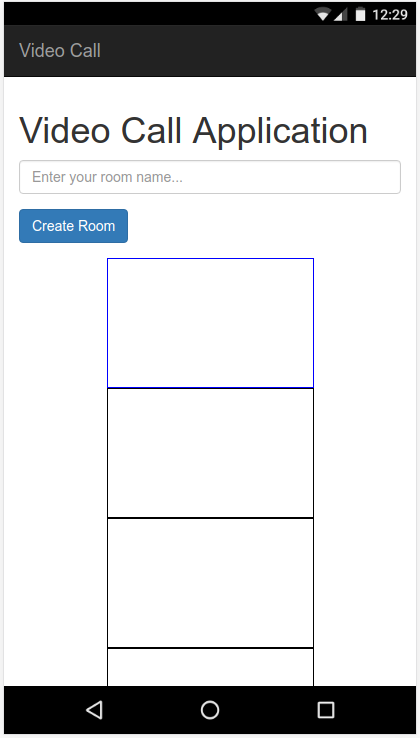 12:29
Video Call
Video Call Application
Enter your room name...
Create Room